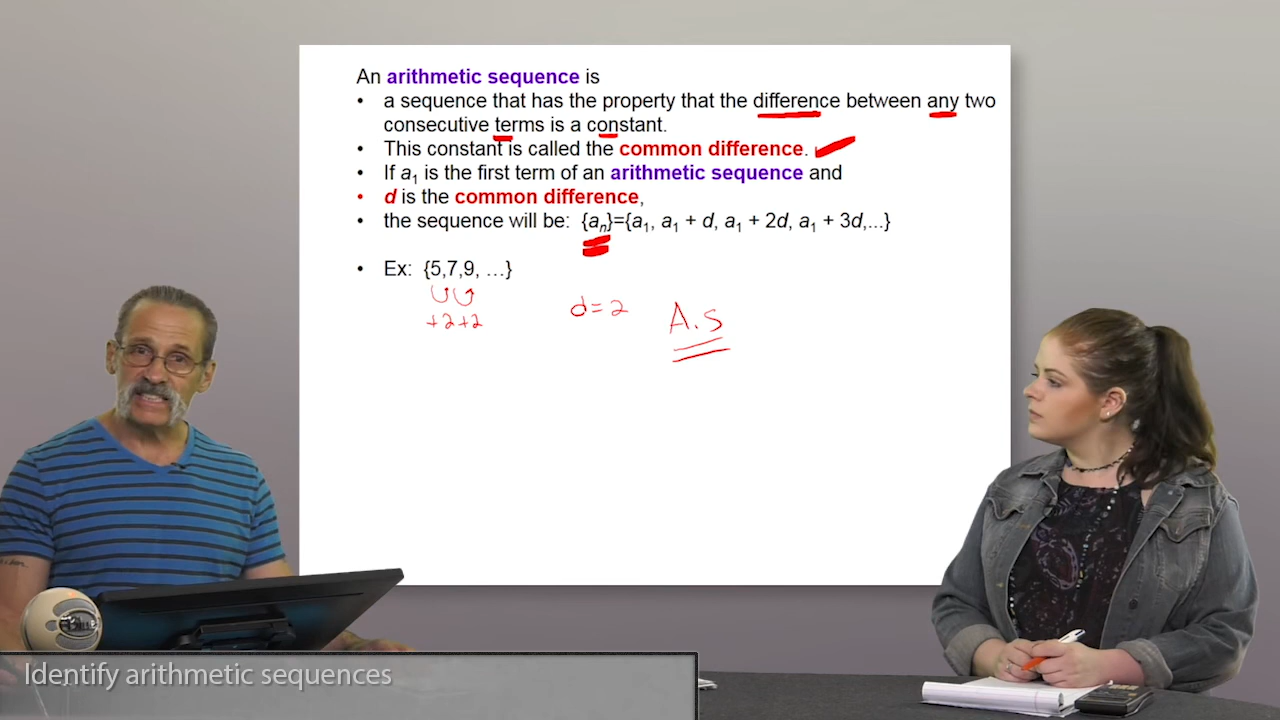 An arithmetic sequence is
• a sequence that has the property that the difference between any two
consecutive terms is a constant.
• This constant is called the common difference.
• If a₁ is the first term of an arithmetic sequence and
• d is the common difference,
• the sequence will be: {aₙ}={a₁, a₁ + d, a₁ + 2d, a₁ + 3d,...}
• Ex: {5,7,9, …}
+2+2
d=2
A.S
BLUE
Identify arithmetic sequences